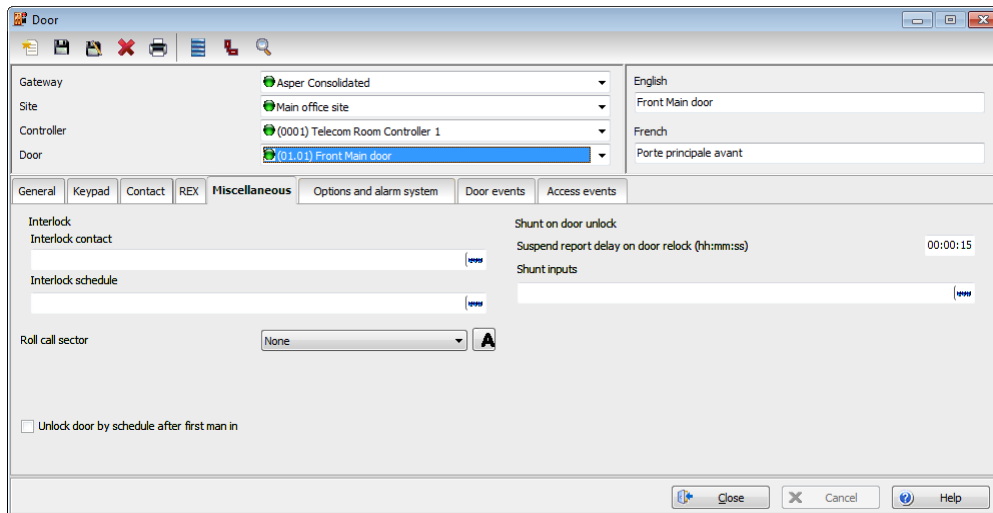 Door
Gateway
Asper Consolidated
Site
Main office site
Controller
(0001) Telecom Room Controller 1
Door
(01.01) Front Main door
English
Front Main door
French
Porte principale avant
General Keypad Contact REX Miscellaneous Options and alarm system Door events Access events
Interlock
Interlock contact
Interlock schedule
Roll call sector
None
A
Unlock door by schedule after first man in
Shunt on door unlock
Suspend report delay on door relock (hh:mm:ss)
00:00:15
Shunt inputs
Close Cancel Help